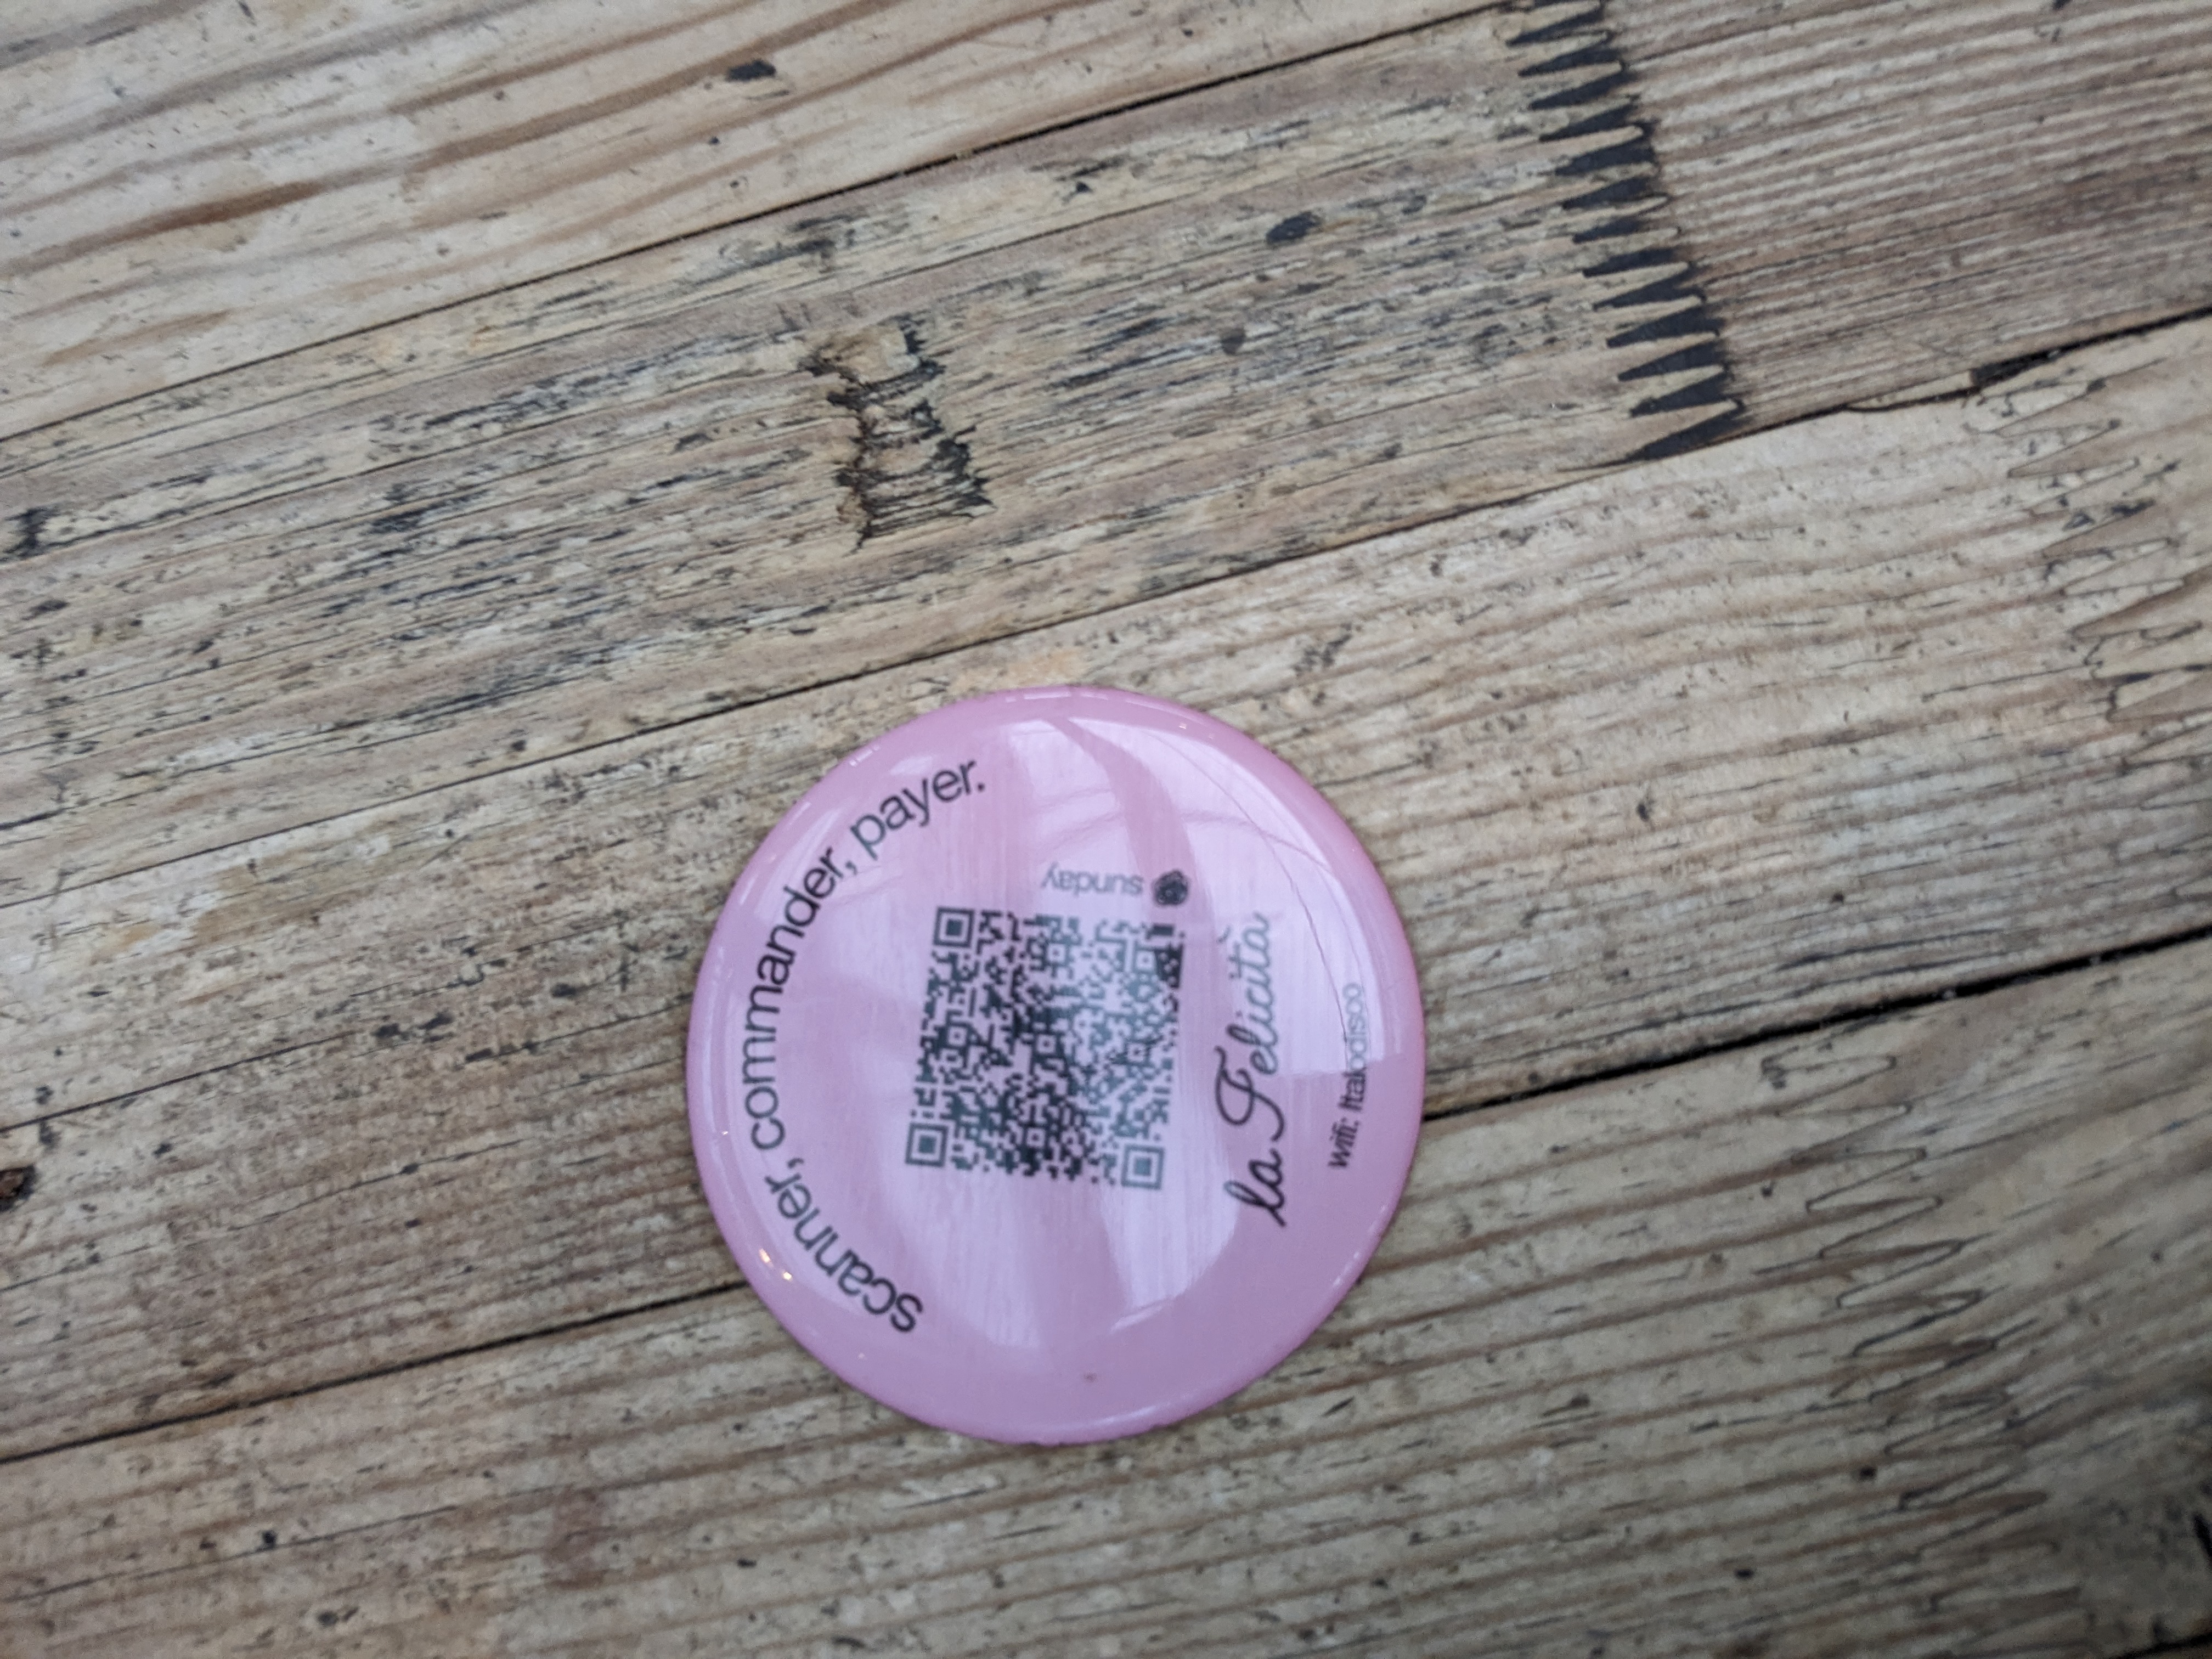 scanner, commander, payer.
sunday
la Felicità
wifi: Italodisco